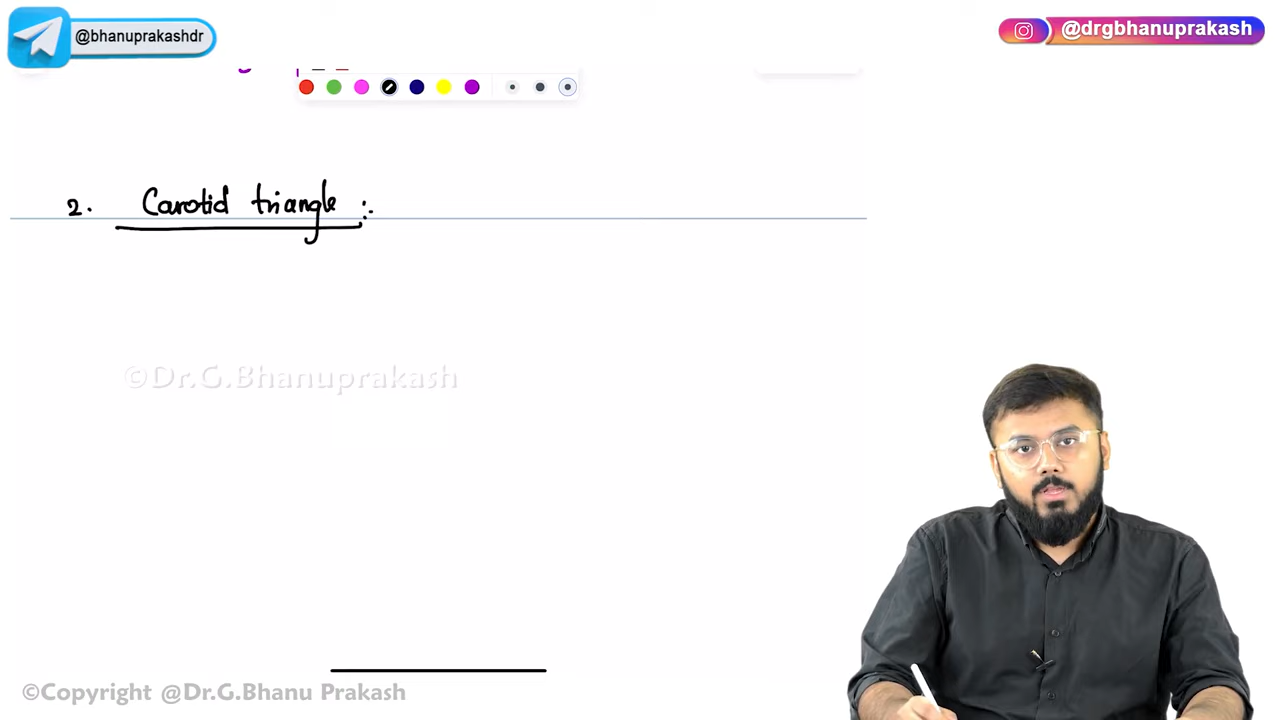 @bhanuprakashdr
@drgbhanuprakash
2. Carotid triangle :-
©Dr.G.Bhanuprakash
©Copyright @Dr.G.Bhanu Prakash